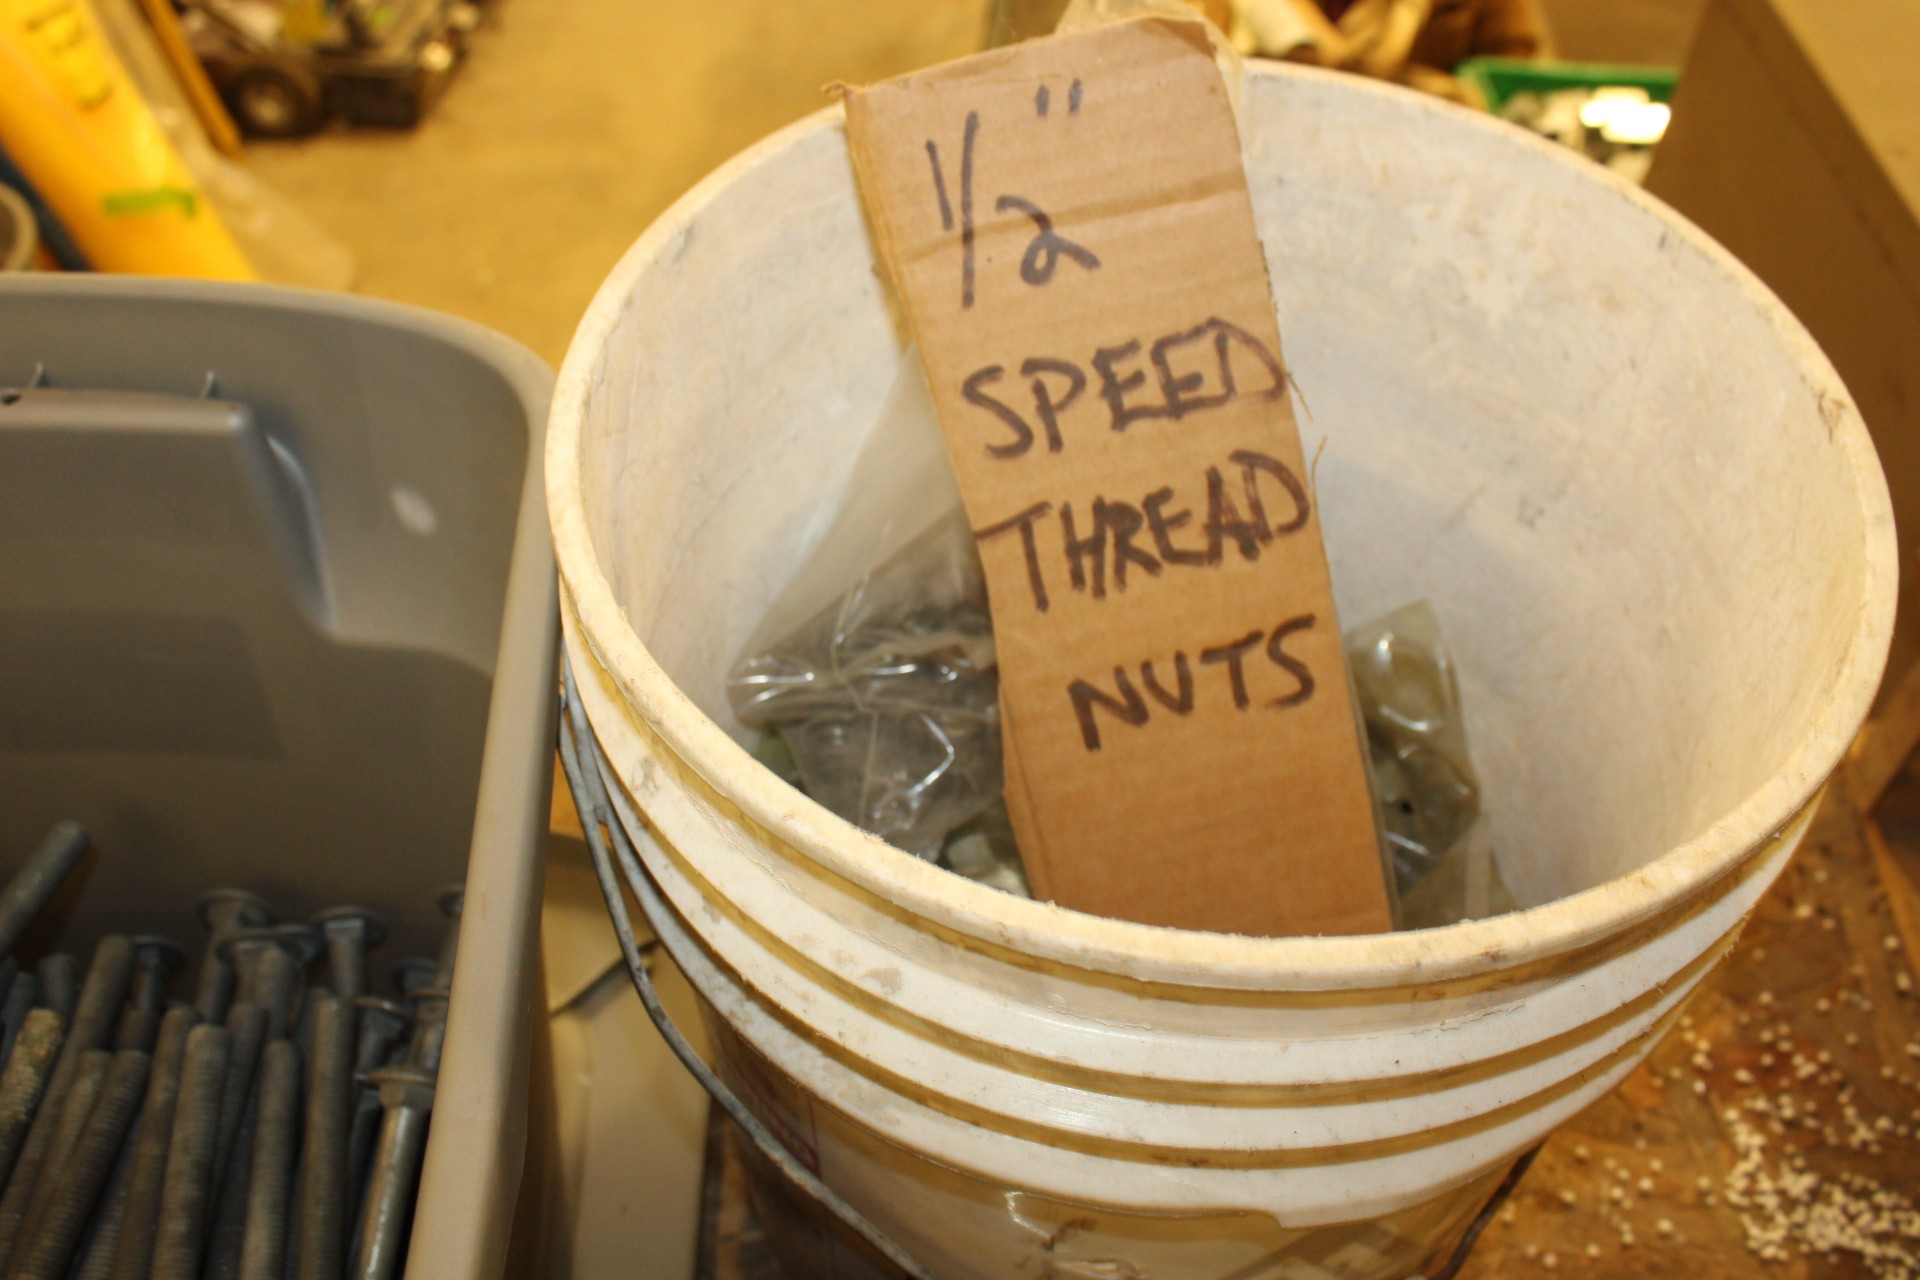 1/2"
SPEED
THREAD
NUTS